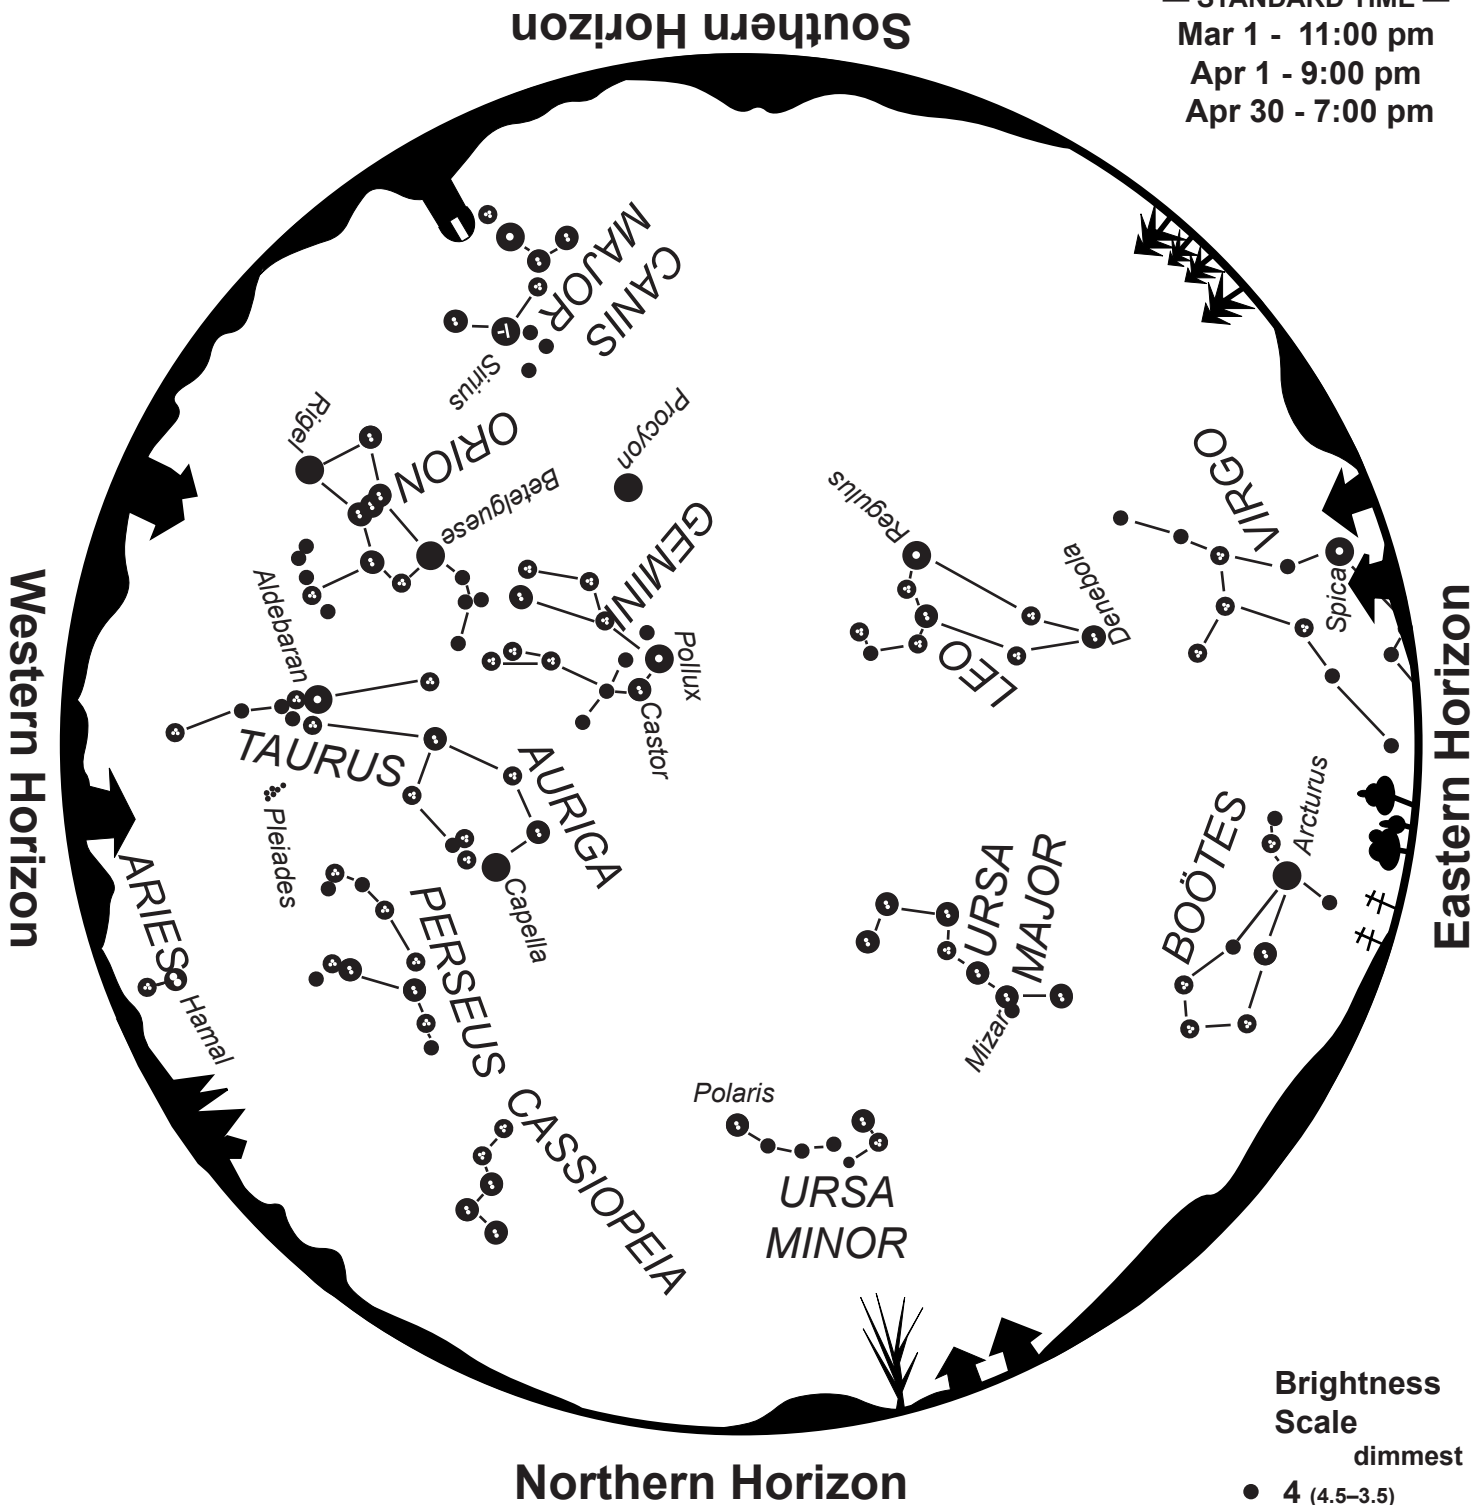 — STANDARD TIME —
Mar 1 - 11:00 pm
Apr 1 - 9:00 pm
Apr 30 - 7:00 pm
Southern Horizon
CANIS
MAJOR
Sirius
Rigel
ORION
Betelguese
Procyon
GEMINI
Pollux
Castor
Regulus
LEO
Denebola
VIRGO
Spica
Western Horizon
Eastern Horizon
Aldebaran
TAURUS
Pleiades
AURIGA
Capella
ARIES
Hamal
PERSEUS
CASSIOPEIA
URSA
MAJOR
Mizar
BOÖTES
Arcturus
Polaris
URSA
MINOR
Northern Horizon
Brightness
Scale
dimmest
4 (4.5–3.5)